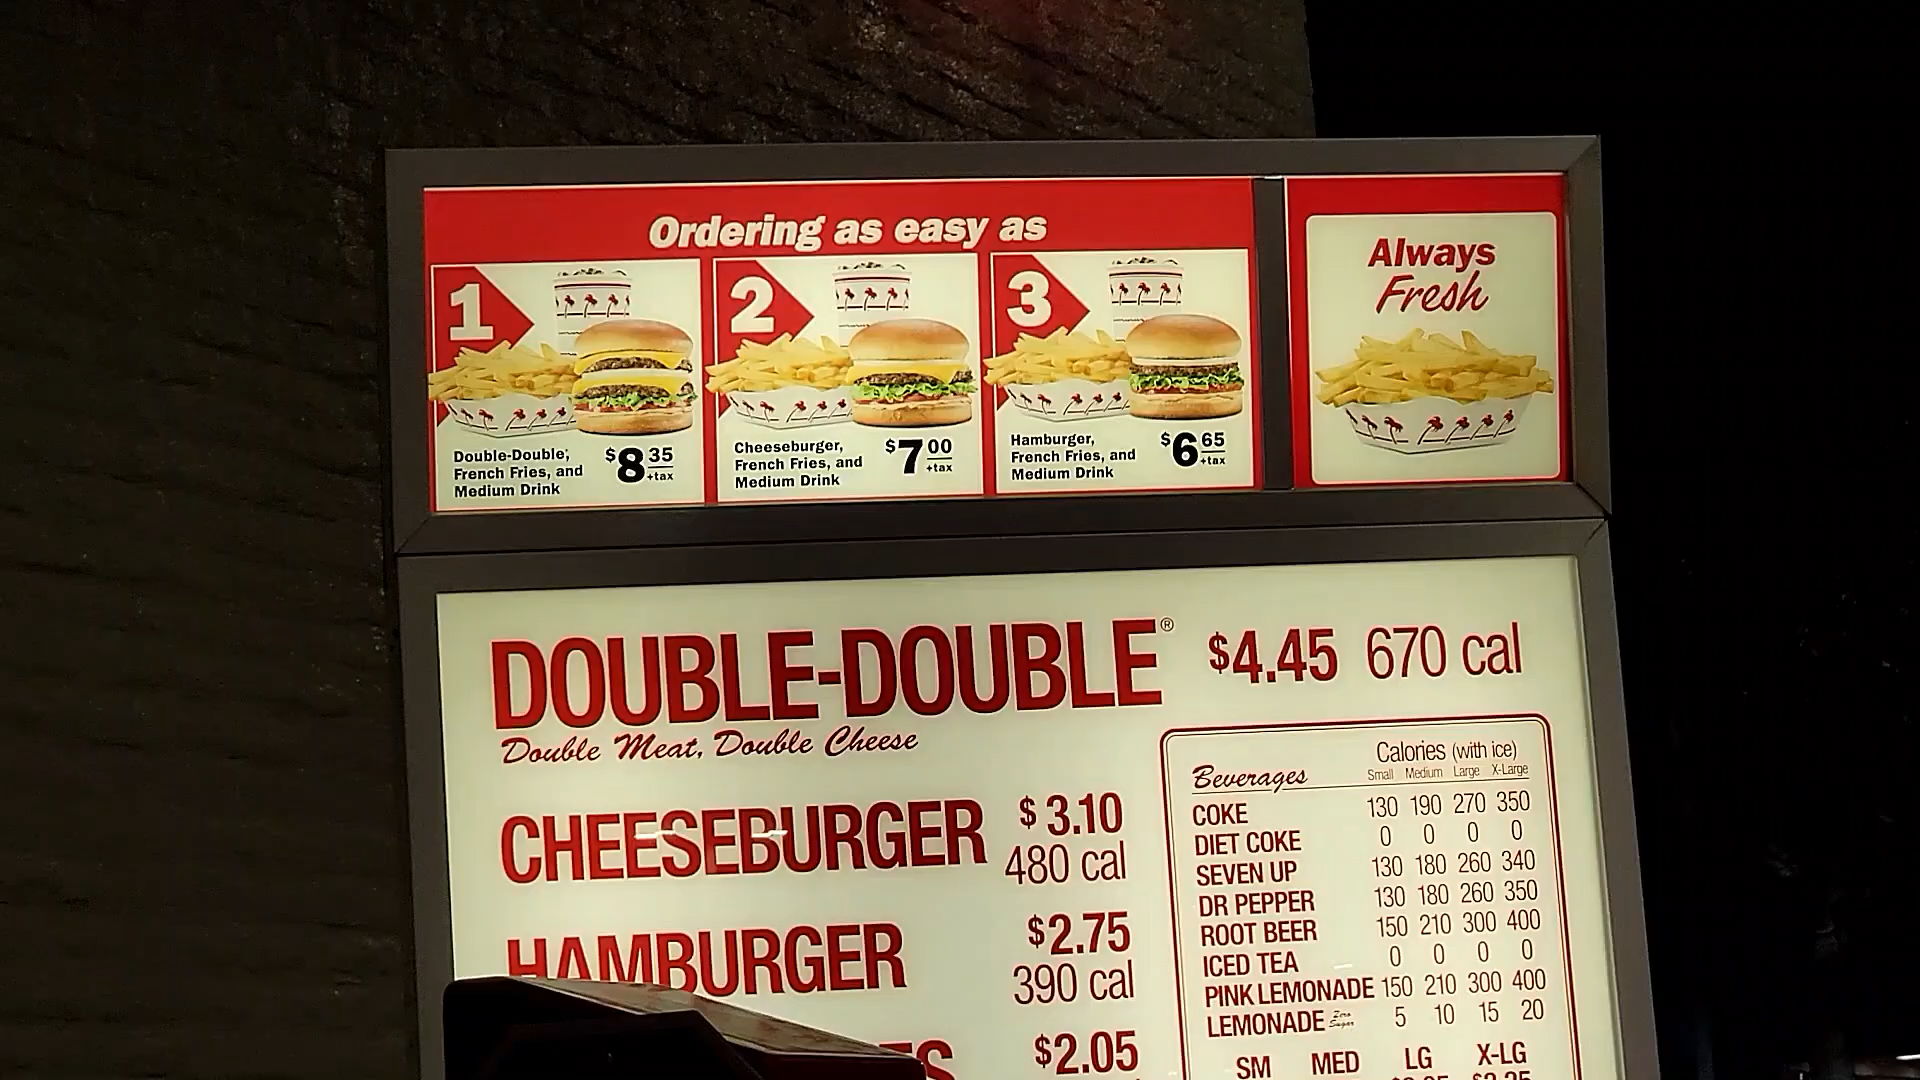 Ordering as easy as
1
Double-Double,
French Fries, and
Medium Drink
$8 35
+tax
2
Cheeseburger,
French Fries, and
Medium Drink
$7 00
+tax
3
Hamburger,
French Fries, and
Medium Drink
$6 65
+tax
Always
Fresh
DOUBLE-DOUBLE® $4.45 670 cal
Double Meat, Double Cheese
CHEESEBURGER $3.10
480 cal
HAMBURGER $2.75
390 cal
$2.05
Calories (with ice)
Beverages Small Medium Large X-Large
COKE 130 190 270 350
DIET COKE 0 0 0 0
SEVEN UP 130 180 260 340
DR PEPPER 130 180 260 350
ROOT BEER 150 210 300 400
ICED TEA 0 0 0 0
PINK LEMONADE 150 210 300 400
LEMONADE Zero Sugar 5 10 15 20
SM MED LG X-LG